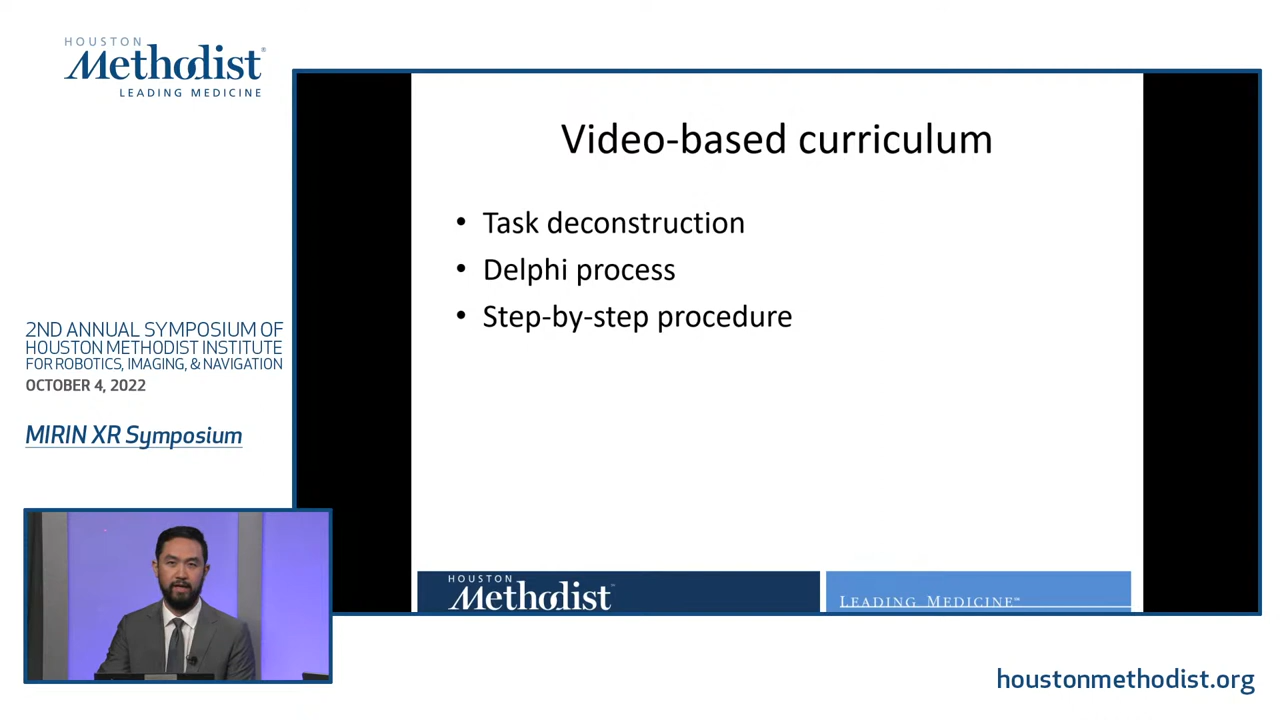 HOUSTON
Methodist®
LEADING MEDICINE
Video-based curriculum
• Task deconstruction
• Delphi process
• Step-by-step procedure
2ND ANNUAL SYMPOSIUM OF
HOUSTON METHODIST INSTITUTE
FOR ROBOTICS, IMAGING, & NAVIGATION
OCTOBER 4, 2022
MIRIN XR Symposium
HOUSTON
Methodist
LEADING MEDICINE℠
houstonmethodist.org